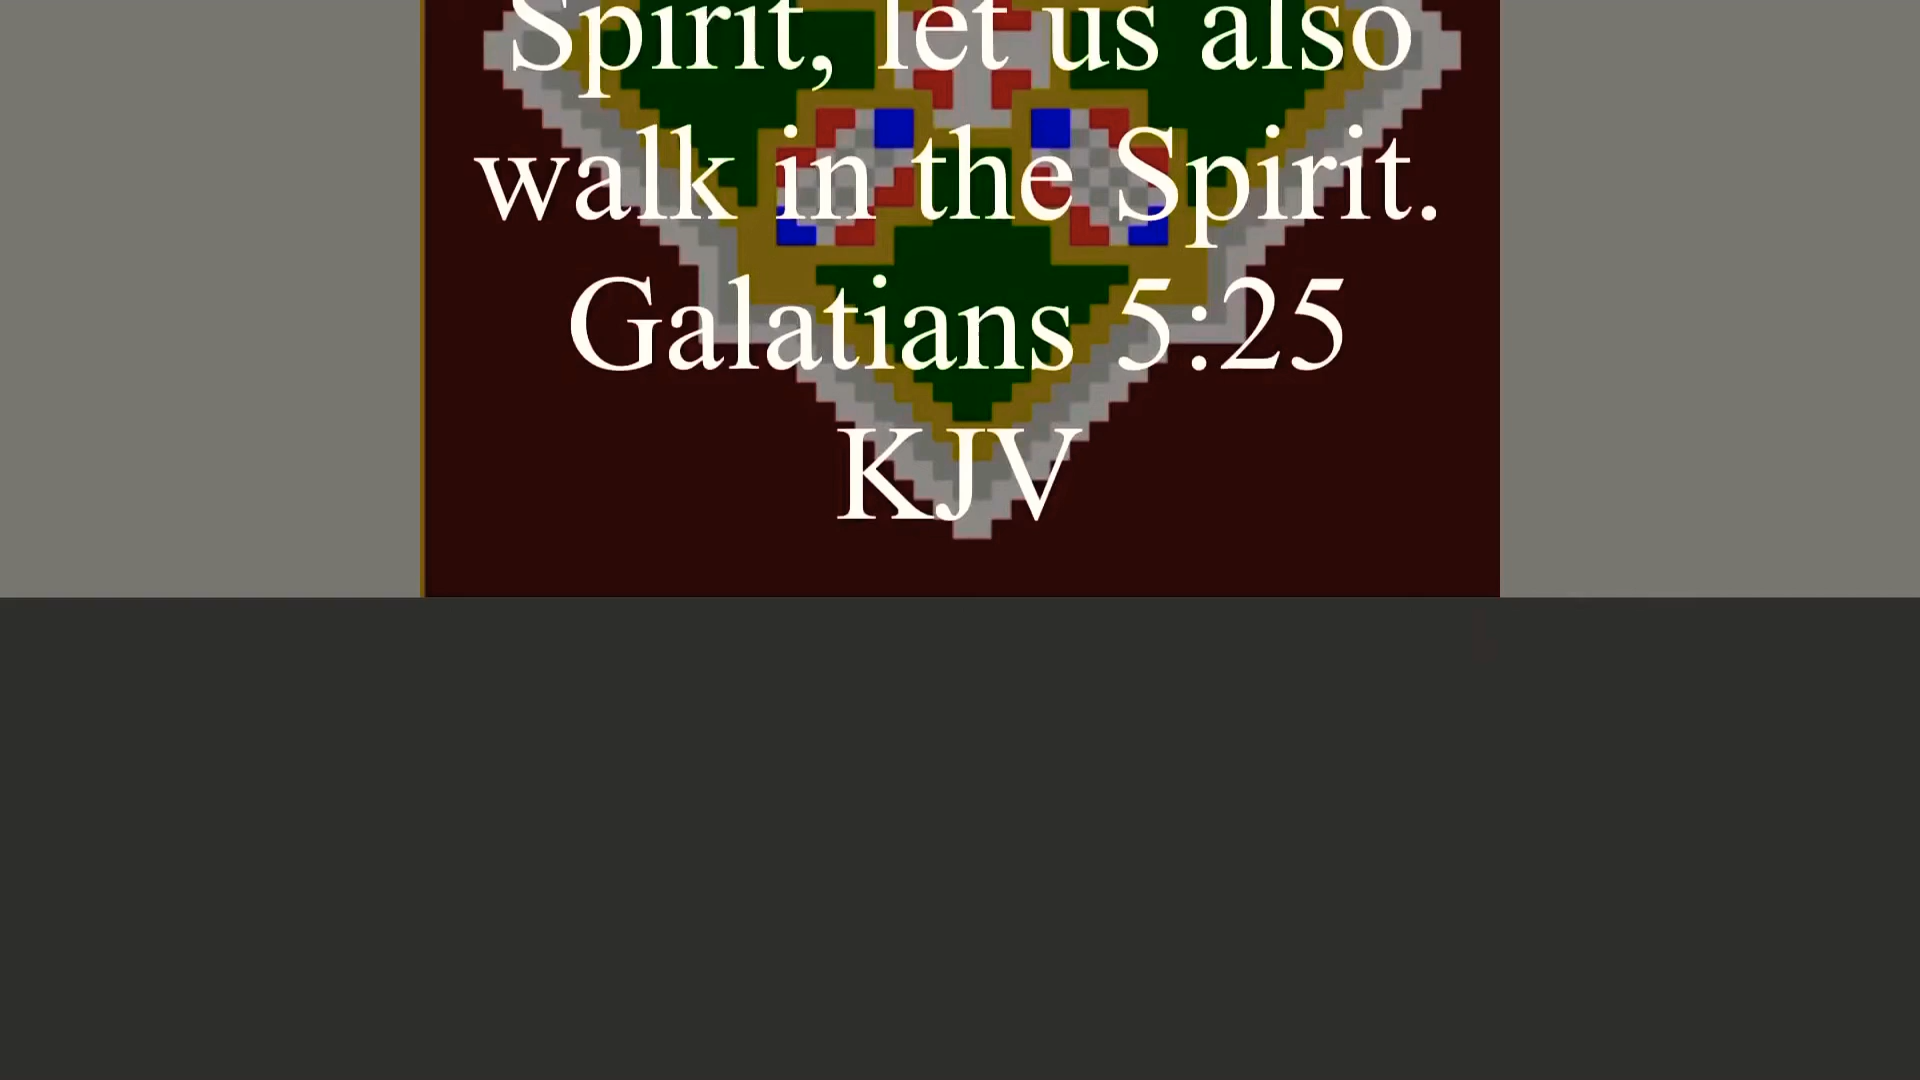 Spirit, let us also
walk in the Spirit.
Galatians 5:25
KJV